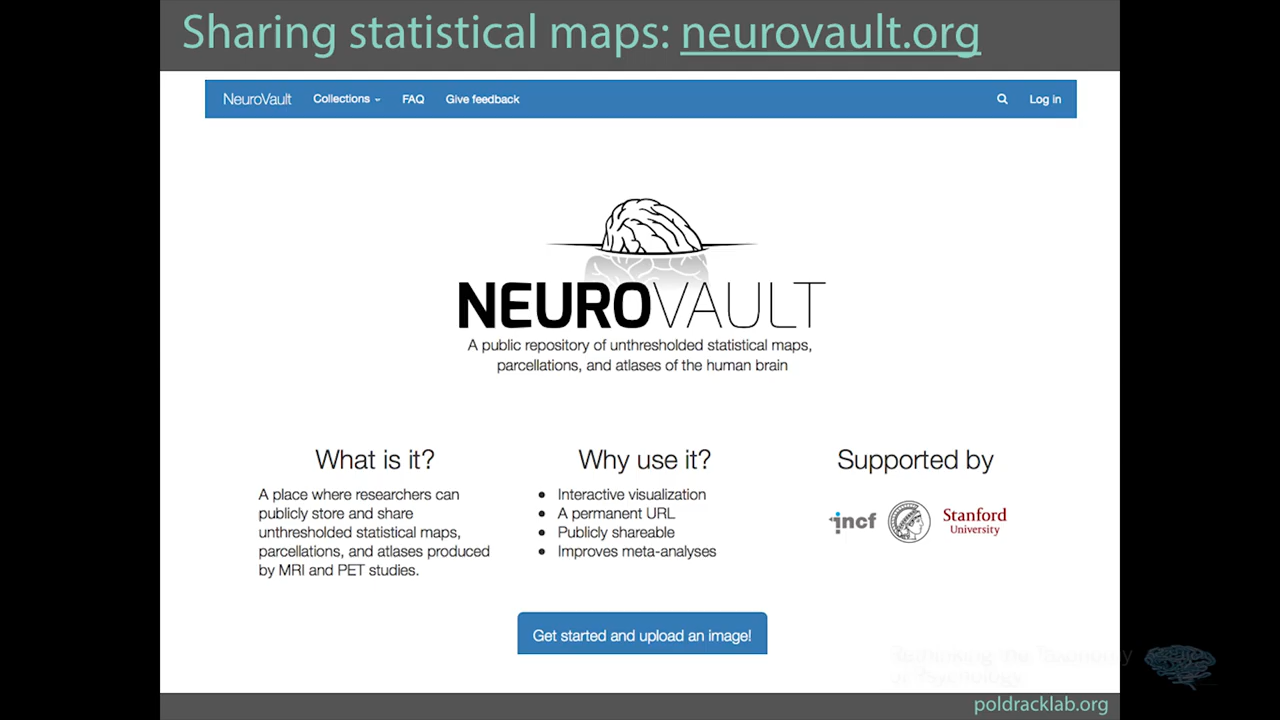 Sharing statistical maps: neurovault.org
NeuroVault Collections FAQ Give feedback Log in
NEUROVAULT
A public repository of unthresholded statistical maps,
parcellations, and atlases of the human brain
What is it?
A place where researchers can
publicly store and share
unthresholded statistical maps,
parcellations, and atlases produced
by MRI and PET studies.
Why use it?
Interactive visualization
A permanent URL
Publicly shareable
Improves meta-analyses
Supported by
incf
Stanford
University
Get started and upload an image!
poldracklab.org